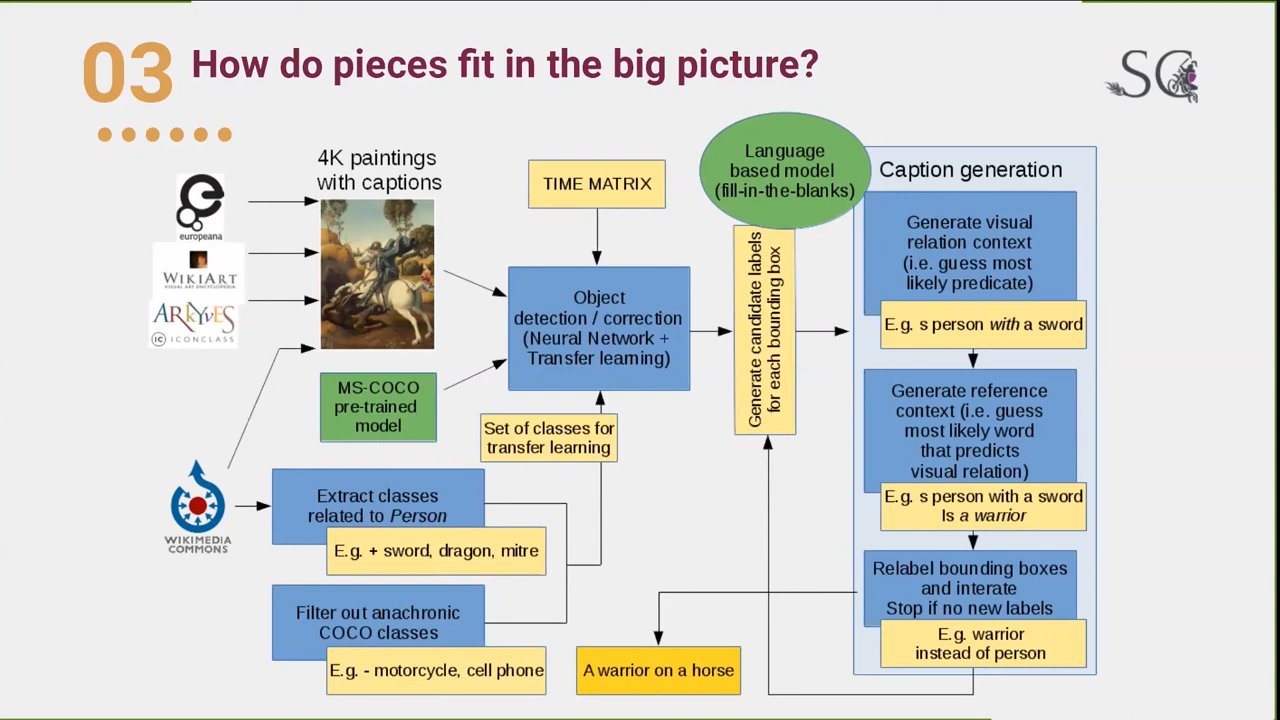 03
How do pieces fit in the big picture?
SC
4K paintings
with captions
europeana
WIKIART
VISUAL ART ENCYCLOPEDIA
ARKYVES
ICONCLASS
TIME MATRIX
Language
based model
(fill-in-the-blanks)
MS-COCO
pre-trained
model
Object
detection / correction
(Neural Network +
Transfer learning)
Set of classes for
transfer learning
Generate candidate labels
for each bounding box
WIKIMEDIA
COMMONS
Extract classes
related to Person
E.g. + sword, dragon, mitre
Filter out anachronic
COCO classes
E.g. - motorcycle, cell phone
A warrior on a horse
Caption generation
Generate visual
relation context
(i.e. guess most
likely predicate)
E.g. s person with a sword
Generate reference
context (i.e. guess
most likely word
that predicts
visual relation)
E.g. s person with a sword
Is a warrior
Relabel bounding boxes
and interate
Stop if no new labels
E.g. warrior
instead of person